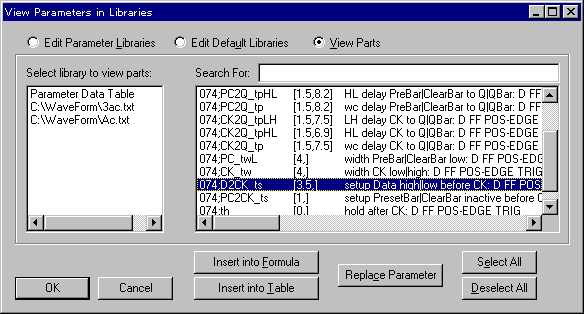 View Parameters in Libraries
Edit Parameter Libraries Edit Default Libraries View Parts
Select library to view parts:
Parameter Data Table
C:\WaveForm\3ac.txt
C:\WaveForm\Ac.txt
Search For:
074;PC2Q_tpHL [1.5,8.2] HL delay PreBar|ClearBar to Q|QBar: D FF
074;PC2Q_tp [1.5,8.2] wc delay PreBar|ClearBar to Q|QBar: D FF
074;CK2Q_tpLH [1.5,7.5] LH delay CK to Q|QBar: D FF POS-EDGE
074;CK2Q_tpHL [1.5,6.9] HL delay CK to Q|QBar: D FF POS-EDGE
074;CK2Q_tp [1.5,7.5] wc delay CK to Q|QBar: D FF POS-EDGE
074;PC_twL [4,] width PreBar|ClearBar low: D FF POS-EDG
074;CK_tw [4,] width CK low|high: D FF POS-EDGE TRIG
074;D2CK_ts [3.5,] setup Data high|low before CK: D FF POS
074;PC2CK_ts [1,] setup PresetBar|ClearBar inactive before C
074;th [0,] hold after CK: D FF POS-EDGE TRIG
Insert into Formula
Insert into Table
Replace Parameter
Select All
Deselect All
OK
Cancel